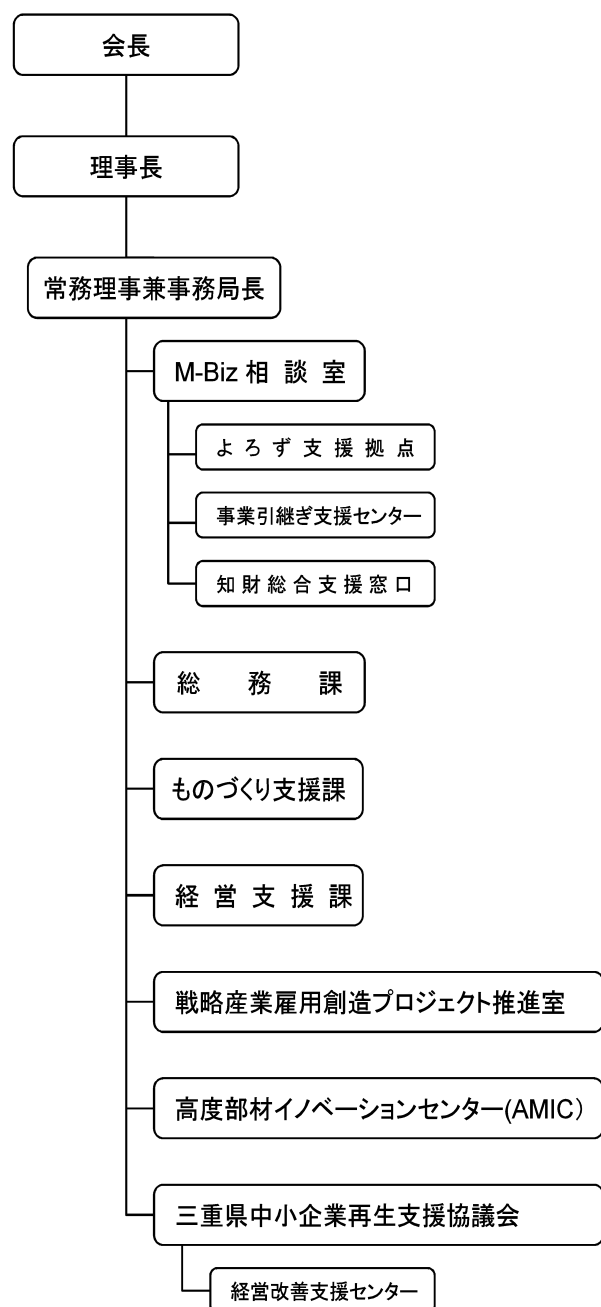 会長
理事長
常務理事兼事務局長
M-Biz 相談室
よろず支援拠点
事業引継ぎ支援センター
知財総合支援窓口
総務課
ものづくり支援課
経営支援課
戦略産業雇用創造プロジェクト推進室
高度部材イノベーションセンター(AMIC）
三重県中小企業再生支援協議会
経営改善支援センター